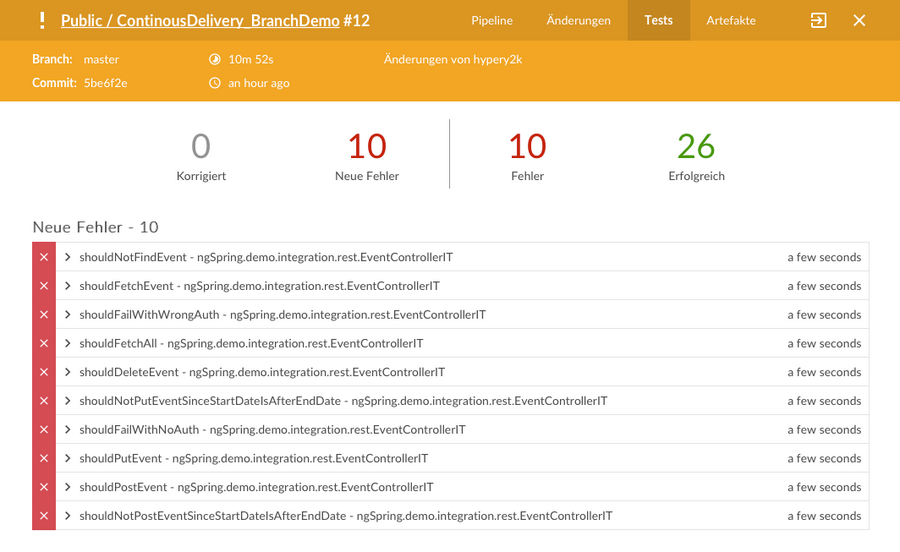 Public / ContinousDelivery_BranchDemo #12 Pipeline Änderungen Tests Artefakte
Branch: master 10m 52s Änderungen von hypery2k
Commit: 5be6f2e an hour ago
0 10 10 26
Korrigiert Neue Fehler Fehler Erfolgreich
Neue Fehler - 10
shouldNotFindEvent - ngSpring.demo.integration.rest.EventControllerIT a few seconds
shouldFetchEvent - ngSpring.demo.integration.rest.EventControllerIT a few seconds
shouldFailWithWrongAuth - ngSpring.demo.integration.rest.EventControllerIT a few seconds
shouldFetchAll - ngSpring.demo.integration.rest.EventControllerIT a few seconds
shouldDeleteEvent - ngSpring.demo.integration.rest.EventControllerIT a few seconds
shouldNotPutEventSinceStartDateIsAfterEndDate - ngSpring.demo.integration.rest.EventControllerIT a few seconds
shouldFailWithNoAuth - ngSpring.demo.integration.rest.EventControllerIT a few seconds
shouldPutEvent - ngSpring.demo.integration.rest.EventControllerIT a few seconds
shouldPostEvent - ngSpring.demo.integration.rest.EventControllerIT a few seconds
shouldNotPostEventSinceStartDateIsAfterEndDate - ngSpring.demo.integration.rest.EventControllerIT a few seconds